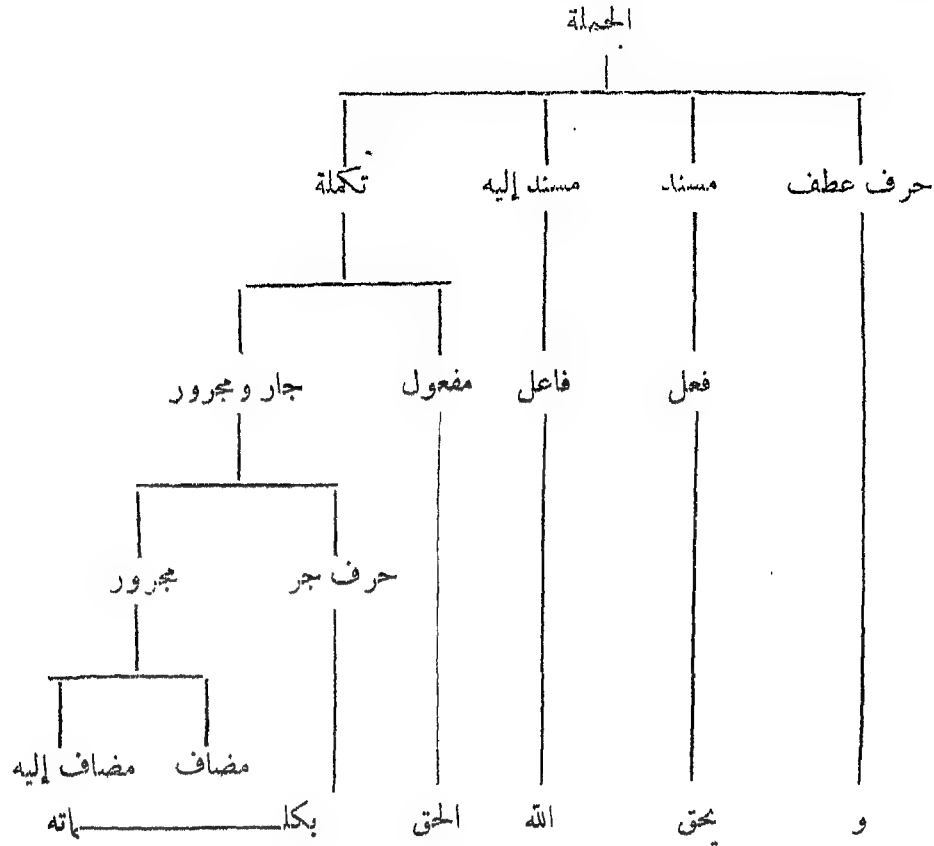 الجملة
حرف عطف مسند مسند إليه تكملة
فعل فاعل مفعول جار ومجرور
حرف جر مجرور
مضاف مضاف إليه
و يحق الله الحق بكلـــــــماته